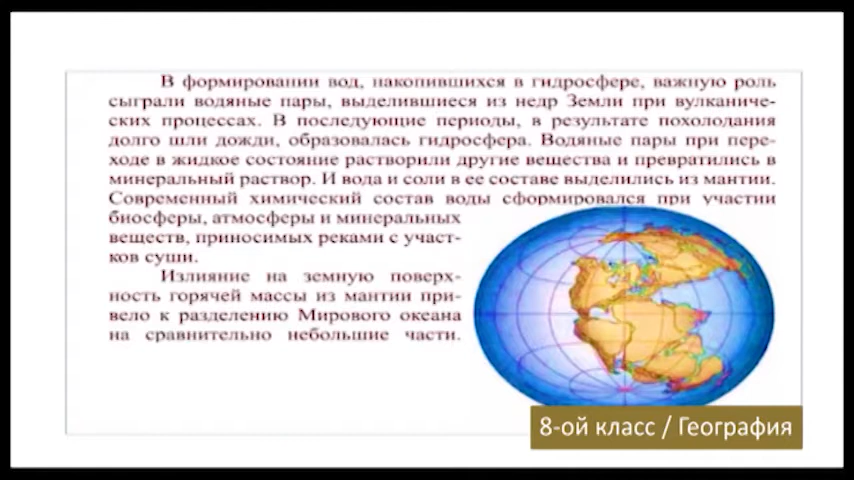 В формировании вод, накопившихся в гидросфере, важную роль
сыграли водяные пары, выделившиеся из недр Земли при вулканиче-
ских процессах. В последующие периоды, в результате похолодания
долго шли дожди, образовалась гидросфера. Водяные пары при пере-
ходе в жидкое состояние растворили другие вещества и превратились в
минеральный раствор. И вода и соли в ее составе выделились из мантии.
Современный химический состав воды сформировался при участии
биосферы, атмосферы и минеральных
веществ, приносимых реками с участ-
ков суши.
Излияние на земную поверх-
ность горячей массы из мантии при-
вело к разделению Мирового океана
на сравнительно небольшие части.
8-ой класс / География